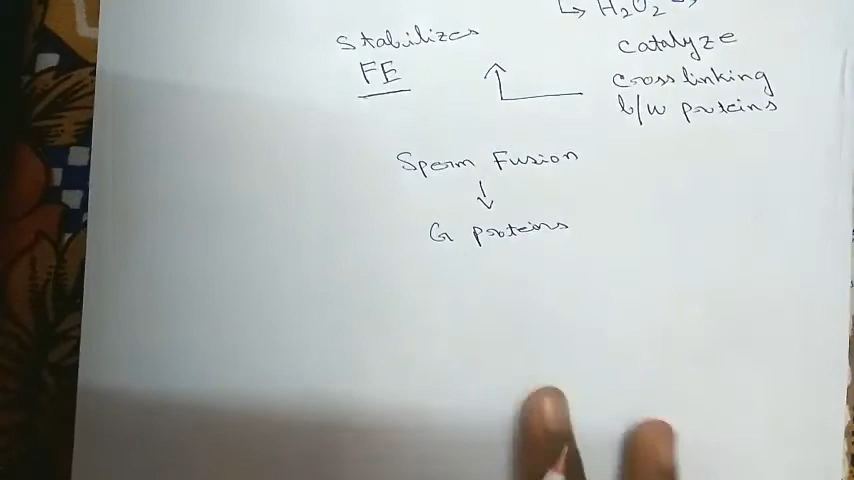 ↳ H2O2
Stabilizes
FE
catalyze
cross linking
b/w proteins
Sperm Fusion
↓
G proteins